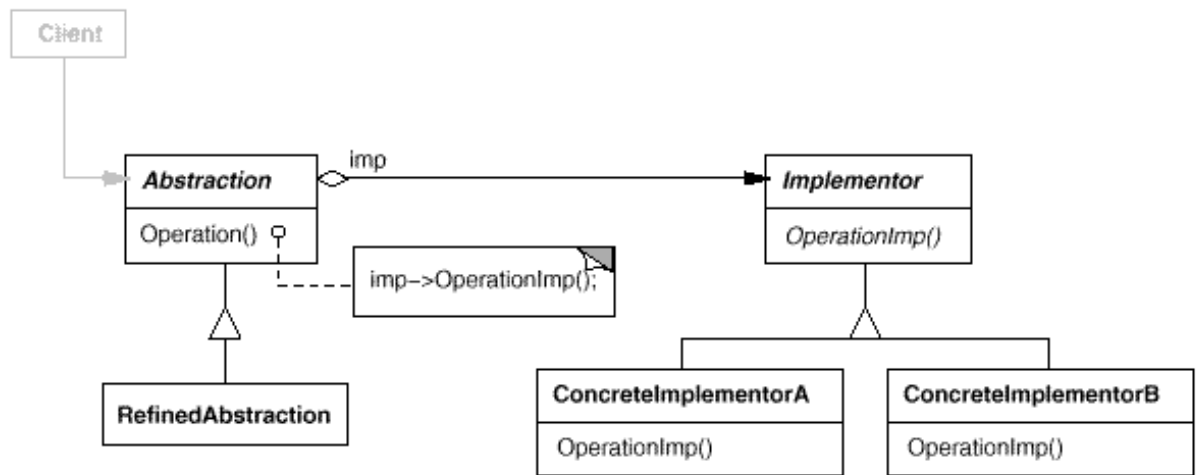 Client
imp
Abstraction
Implementor
Operation()
OperationImp()
imp->OperationImp();
RefinedAbstraction
ConcreteImplementorA
ConcreteImplementorB
OperationImp()
OperationImp()